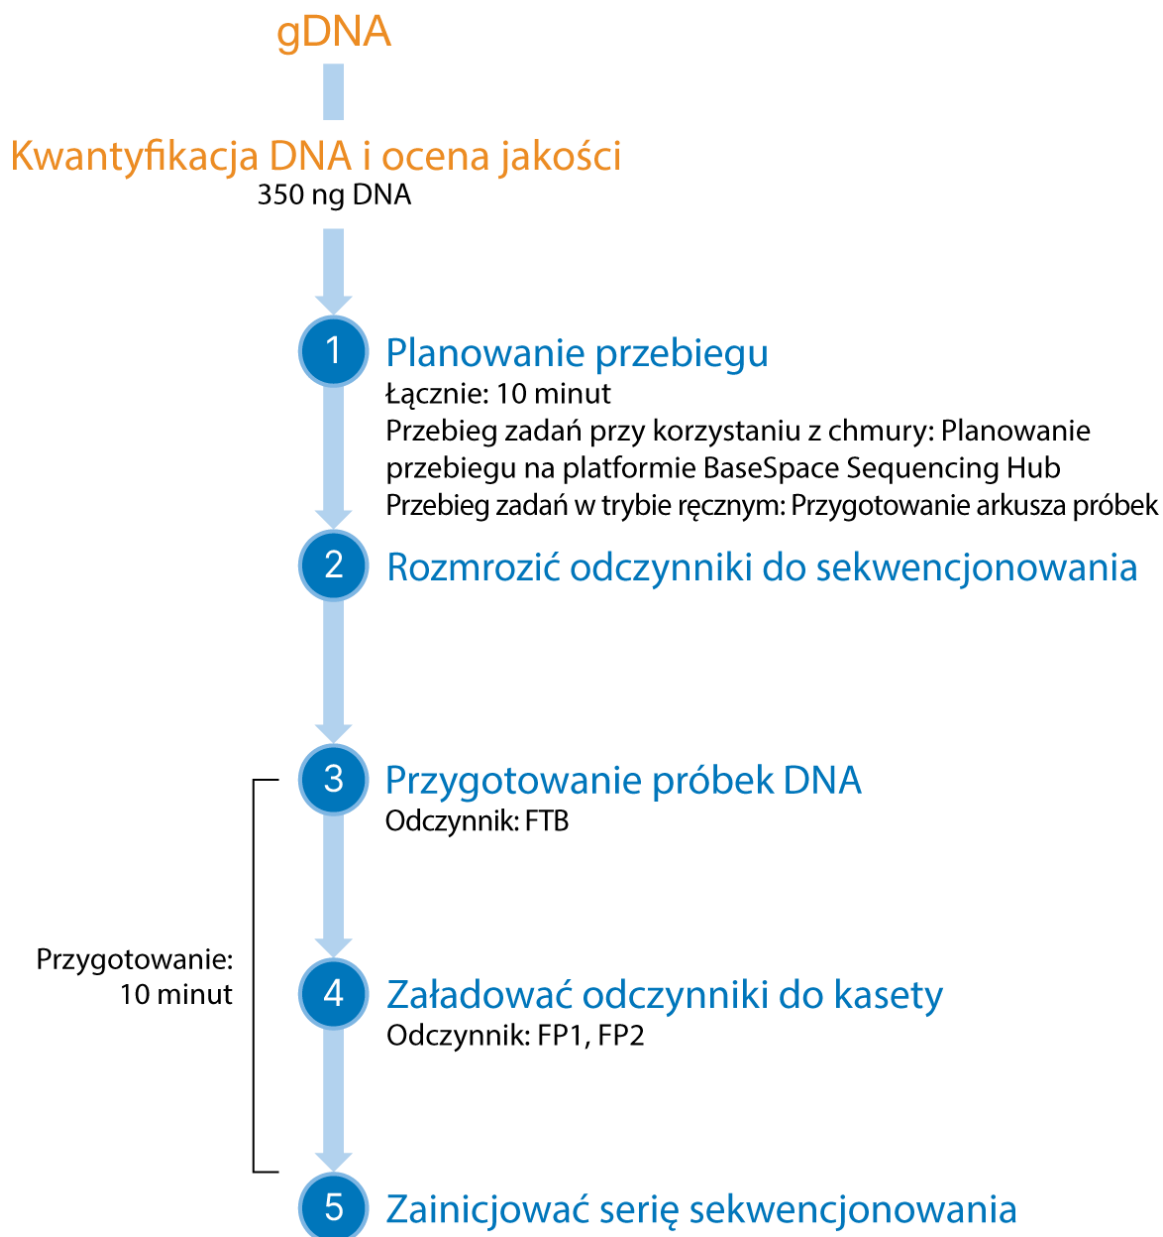 gDNA
Kwantyfikacja DNA i ocena jakości
350 ng DNA
1
Planowanie przebiegu
Łącznie: 10 minut
Przebieg zadań przy korzystaniu z chmury: Planowanie
przebiegu na platformie BaseSpace Sequencing Hub
Przebieg zadań w trybie ręcznym: Przygotowanie arkusza próbek
2
Rozmrozić odczynniki do sekwencjonowania
3
Przygotowanie próbek DNA
Odczynnik: FTB
Przygotowanie:
10 minut
4
Załadować odczynniki do kasety
Odczynnik: FP1, FP2
5
Zainicjować serię sekwencjonowania